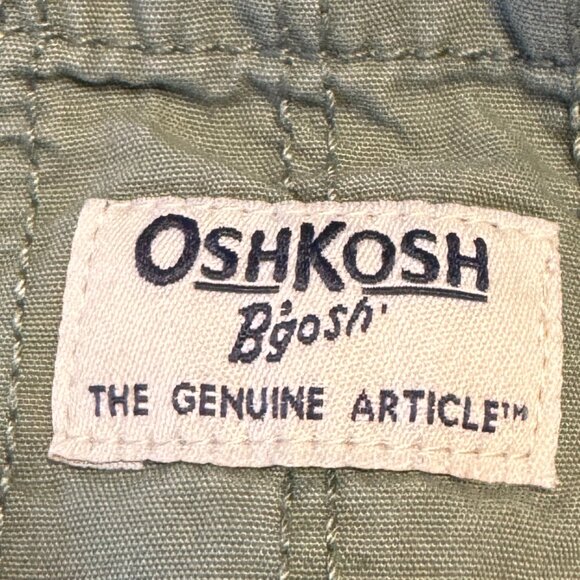 OSHKOSH
B'gosh'
THE GENUINE ARTICLE™